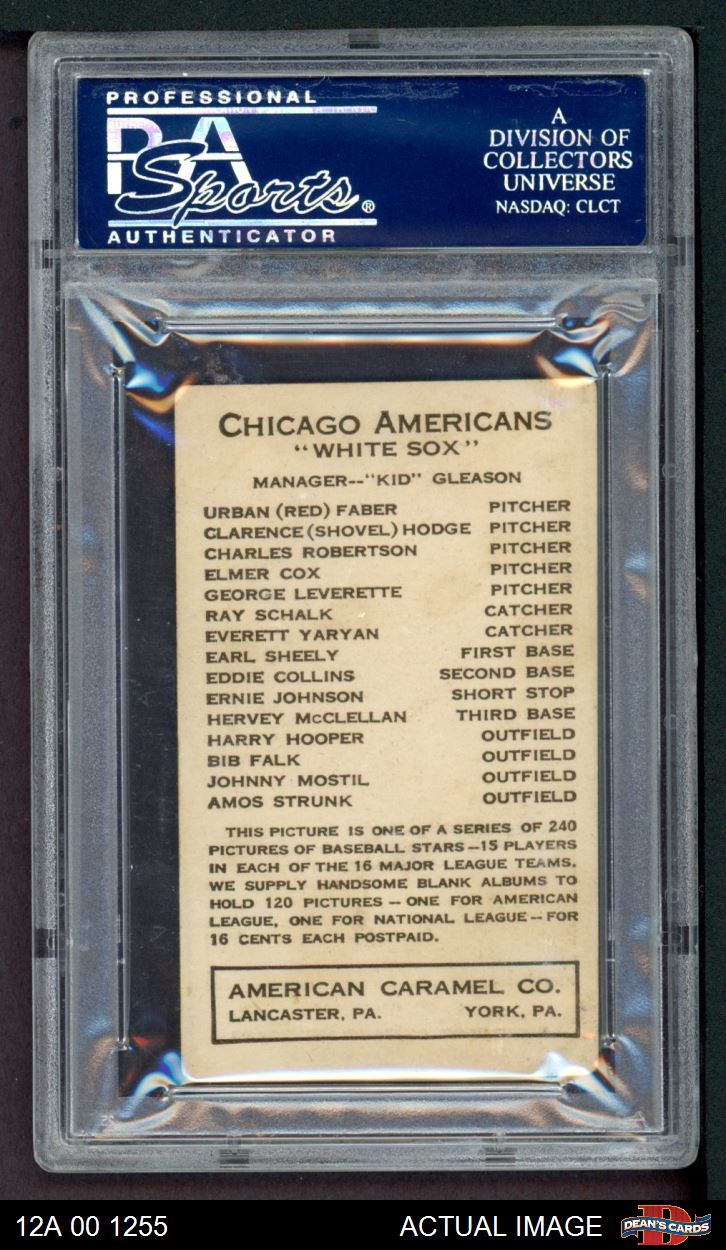 PROFESSIONAL
PSA
Sports®
AUTHENTICATOR
A
DIVISION OF
COLLECTORS
UNIVERSE
NASDAQ: CLCT
CHICAGO AMERICANS
"WHITE SOX"
MANAGER--"KID" GLEASON
URBAN (RED) FABER PITCHER
CLARENCE (SHOVEL) HODGE PITCHER
CHARLES ROBERTSON PITCHER
ELMER COX PITCHER
GEORGE LEVERETTE PITCHER
RAY SCHALK CATCHER
EVERETT YARYAN CATCHER
EARL SHEELY FIRST BASE
EDDIE COLLINS SECOND BASE
ERNIE JOHNSON SHORT STOP
HERVEY McCLELLAN THIRD BASE
HARRY HOOPER OUTFIELD
BIB FALK OUTFIELD
JOHNNY MOSTIL OUTFIELD
AMOS STRUNK OUTFIELD
THIS PICTURE IS ONE OF A SERIES OF 240
PICTURES OF BASEBALL STARS--15 PLAYERS
IN EACH OF THE 16 MAJOR LEAGUE TEAMS.
WE SUPPLY HANDSOME BLANK ALBUMS TO
HOLD 120 PICTURES -- ONE FOR AMERICAN
LEAGUE, ONE FOR NATIONAL LEAGUE--FOR
16 CENTS EACH POSTPAID.
AMERICAN CARAMEL CO.
LANCASTER, PA. YORK, PA.
12A 00 1255 ACTUAL IMAGE DEAN'S CARDS